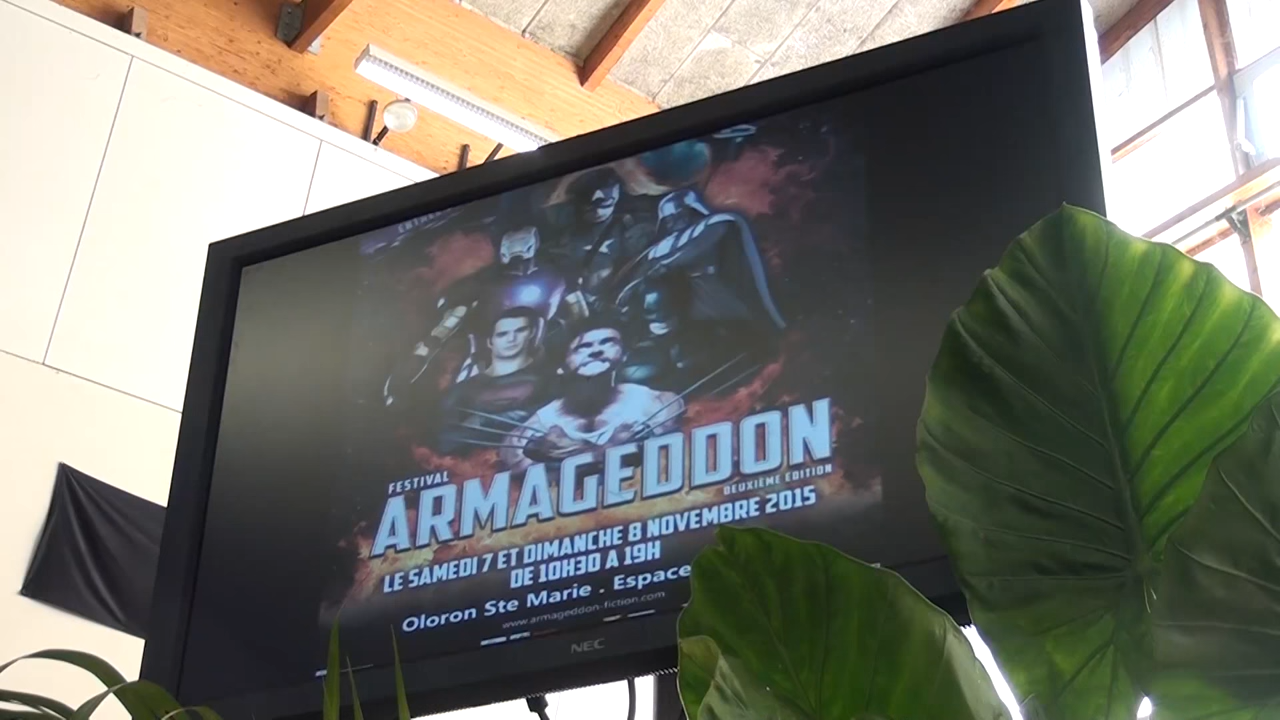 FESTIVAL
ARMAGEDDON
DEUXIÈME EDITION
LE SAMEDI 7 ET DIMANCHE 8 NOVEMBRE 2015
DE 10H30 A 19H
Oloron Ste Marie . Espace
www.armageddon-fiction.com
NEC